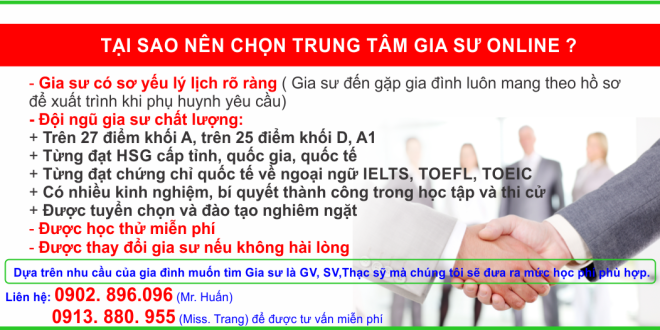 TẠI SAO NÊN CHỌN TRUNG TÂM GIA SƯ ONLINE ?
- Gia sư có sơ yếu lý lịch rõ ràng ( Gia sư đến gặp gia đình luôn mang theo hồ sơ
để xuất trình khi phụ huynh yêu cầu)
- Đội ngũ gia sư chất lượng:
+ Trên 27 điểm khối A, trên 25 điểm khối D, A1
+ Từng đạt HSG cấp tỉnh, quốc gia, quốc tế
+ Từng đạt chứng chỉ quốc tế về ngoại ngữ IELTS, TOEFL, TOEIC
+ Có nhiều kinh nghiệm, bí quyết thành công trong học tập và thi cử
+ Được tuyển chọn và đào tạo nghiêm ngặt
- Được học thử miễn phí
- Được thay đổi gia sư nếu không hài lòng
Dựa trên nhu cầu của gia đình muốn tìm Gia sư là GV, SV,Thạc sỹ mà chúng tôi sẽ đưa ra mức học phí phù hợp.
Liên hệ: 0902. 896.096 (Mr. Huấn)
0913. 880. 955 (Miss. Trang) để được tư vấn miễn phí